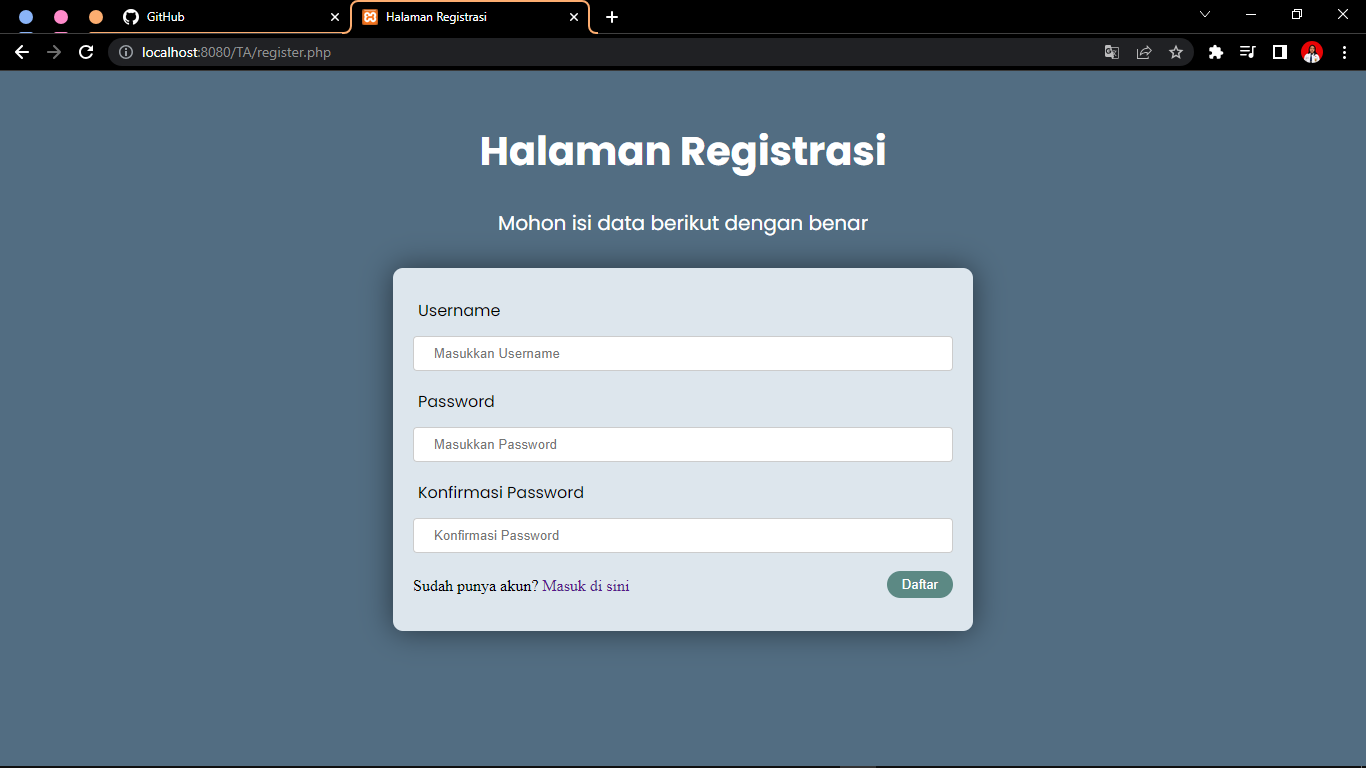 GitHub
Halaman Registrasi
localhost:8080/TA/register.php
Halaman Registrasi
Mohon isi data berikut dengan benar
Username
Masukkan Username
Password
Masukkan Password
Konfirmasi Password
Konfirmasi Password
Sudah punya akun? Masuk di sini
Daftar